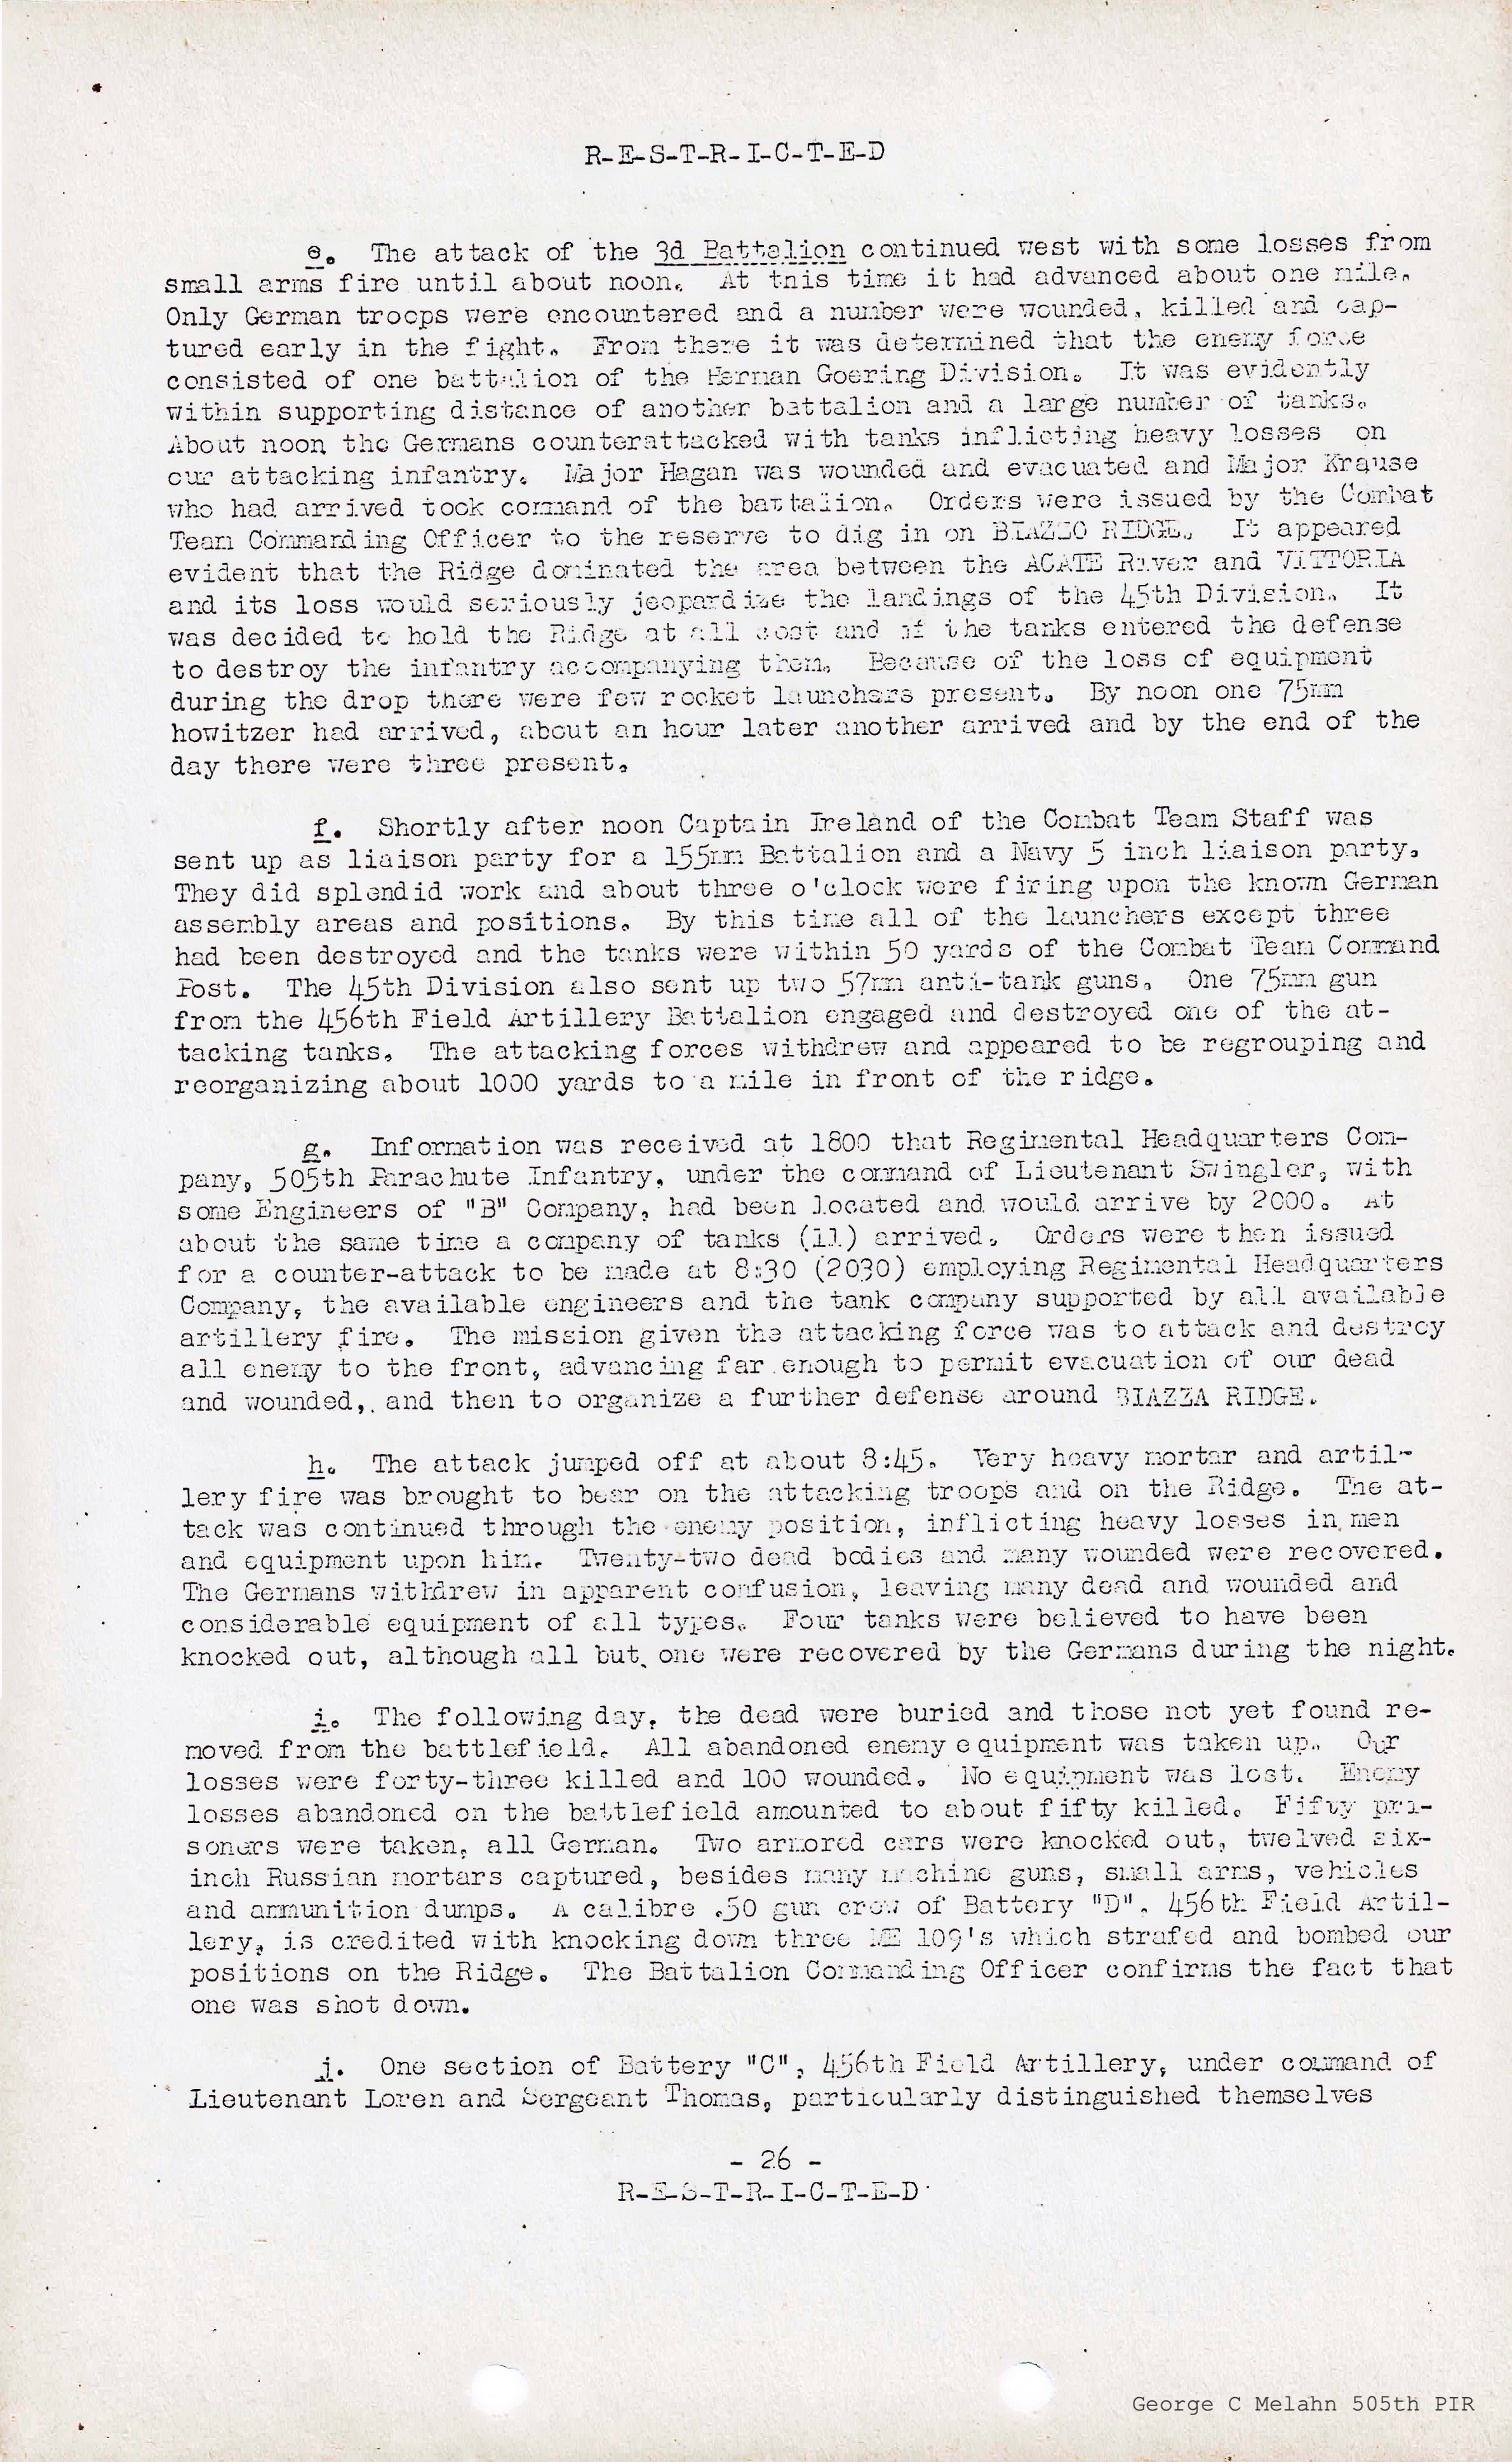 R-E-S-T-R-I-C-T-E-D
e. The attack of the 3d Battalion continued west with some losses from
small arms fire until about noon. At this time it had advanced about one mile.
Only German troops were encountered and a number were wounded, killed and cap-
tured early in the fight. From there it was determined that the enemy force
consisted of one battalion of the Herman Goering Division. It was evidently
within supporting distance of another battalion and a large number of tanks.
About noon the Germans counterattacked with tanks inflicting heavy losses on
our attacking infantry. Major Hagan was wounded and evacuated and Major Krause
who had arrived took command of the battalion. Orders were issued by the Combat
Team Commanding Officer to the reserve to dig in on BIAZZO RIDGE. It appeared
evident that the Ridge dominated the area between the ACATE River and VITTORIA
and its loss would seriously jeopardize the landings of the 45th Division. It
was decided to hold the Ridge at all cost and if the tanks entered the defense
to destroy the infantry accompanying them. Because of the loss of equipment
during the drop there were few rocket launchers present. By noon one 75mm
howitzer had arrived, about an hour later another arrived and by the end of the
day there were three present.
f. Shortly after noon Captain Ireland of the Combat Team Staff was
sent up as liaison party for a 155mm Battalion and a Navy 5 inch liaison party.
They did splendid work and about three o'clock were firing upon the known German
assembly areas and positions. By this time all of the launchers except three
had been destroyed and the tanks were within 50 yards of the Combat Team Command
Post. The 45th Division also sent up two 57mm anti-tank guns. One 75mm gun
from the 456th Field Artillery Battalion engaged and destroyed one of the at-
tacking tanks. The attacking forces withdrew and appeared to be regrouping and
reorganizing about 1000 yards to a mile in front of the ridge.
g. Information was received at 1800 that Regimental Headquarters Com-
pany, 505th Parachute Infantry, under the command of Lieutenant Swingler, with
some Engineers of "B" Company, had been located and would arrive by 2000. At
about the same time a company of tanks (11) arrived. Orders were then issued
for a counter-attack to be made at 8:30 (2030) employing Regimental Headquarters
Company, the available engineers and the tank company supported by all available
artillery fire. The mission given the attacking force was to attack and destroy
all enemy to the front, advancing far enough to permit evacuation of our dead
and wounded, and then to organize a further defense around BIAZZA RIDGE.
h. The attack jumped off at about 8:45. Very heavy mortar and artil-
lery fire was brought to bear on the attacking troops and on the Ridge. The at-
tack was continued through the enemy position, inflicting heavy losses in men
and equipment upon him. Twenty-two dead bodies and many wounded were recovered.
The Germans withdrew in apparent confusion, leaving many dead and wounded and
considerable equipment of all types. Four tanks were believed to have been
knocked out, although all but one were recovered by the Germans during the night.
i. The following day, the dead were buried and those not yet found re-
moved from the battlefield. All abandoned enemy equipment was taken up. Our
losses were forty-three killed and 100 wounded. No equipment was lost. Enemy
losses abandoned on the battlefield amounted to about fifty killed. Fifty pri-
soners were taken, all German. Two armored cars were knocked out, twelved six-
inch Russian mortars captured, besides many machine guns, small arms, vehicles
and ammunition dumps. A calibre .50 gun crew of Battery "D", 456th Field Artil-
lery, is credited with knocking down three ME 109's which strafed and bombed our
positions on the Ridge. The Battalion Commanding Officer confirms the fact that
one was shot down.
j. One section of Battery "C", 456th Field Artillery, under command of
Lieutenant Loren and Sergeant Thomas, particularly distinguished themselves
- 26 -
R-E-S-T-R-I-C-T-E-D
George C Melahn 505th PIR